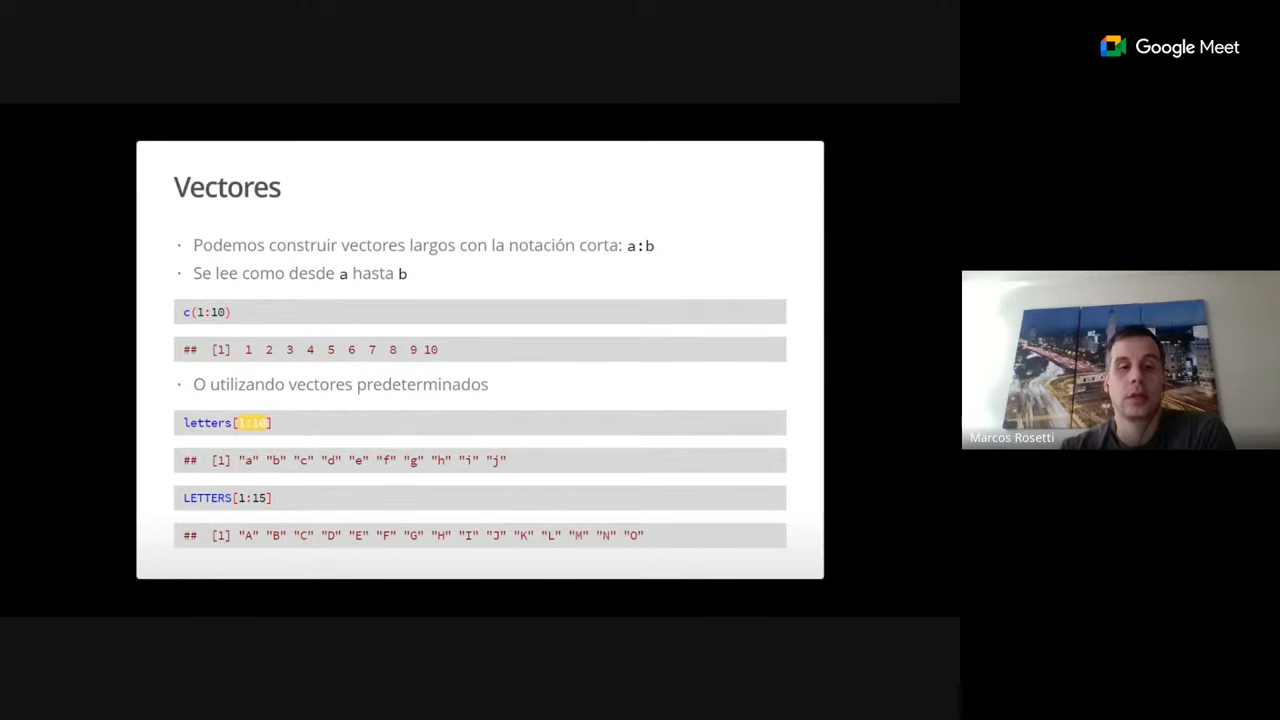 Google Meet
Vectores
· Podemos construir vectores largos con la notación corta: a:b
· Se lee como desde a hasta b
c(1:10)
## [1] 1 2 3 4 5 6 7 8 9 10
· O utilizando vectores predeterminados
letters[1:10]
## [1] "a" "b" "c" "d" "e" "f" "g" "h" "i" "j"
LETTERS[1:15]
## [1] "A" "B" "C" "D" "E" "F" "G" "H" "I" "J" "K" "L" "M" "N" "O"
Marcos Rosetti